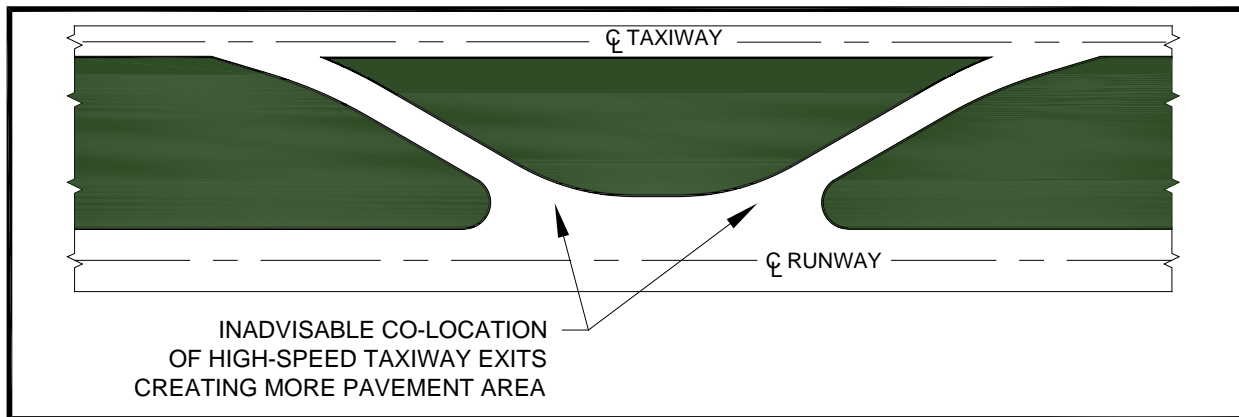 ℄ TAXIWAY
℄ RUNWAY
INADVISABLE CO-LOCATION
OF HIGH-SPEED TAXIWAY EXITS
CREATING MORE PAVEMENT AREA